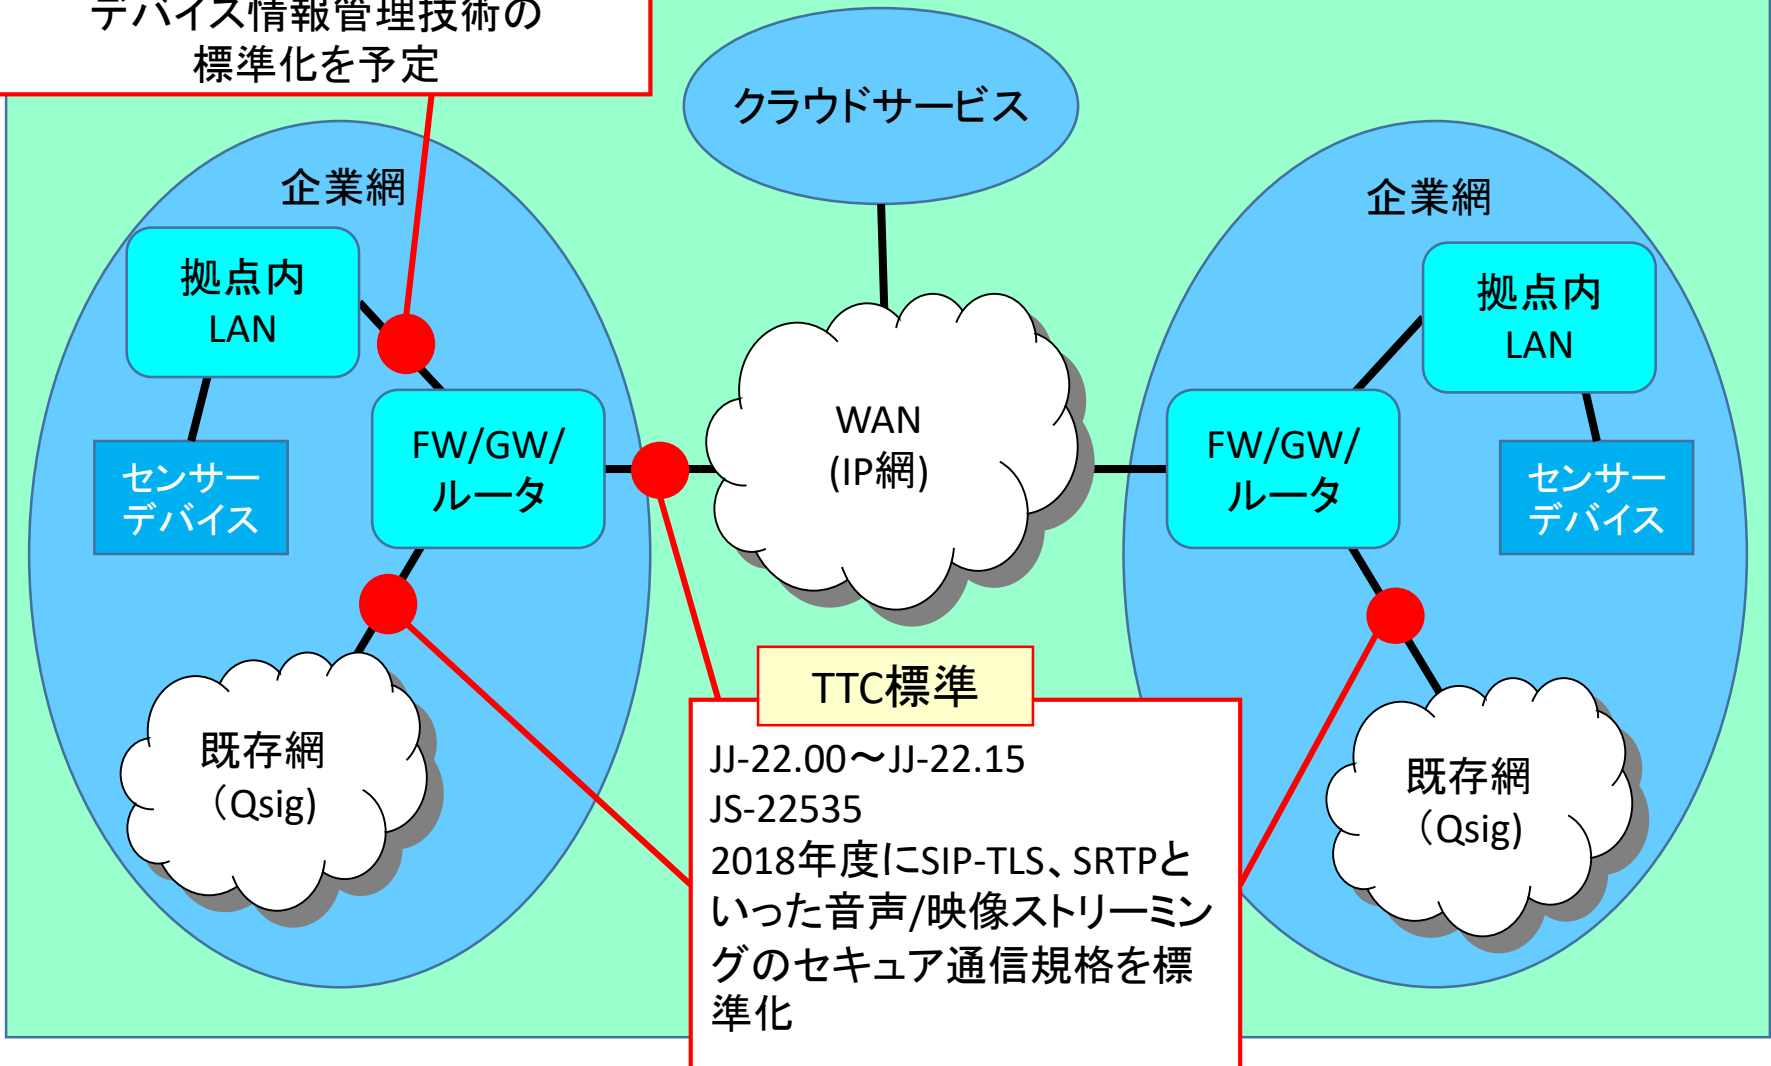 デバイス情報管理技術の
標準化を予定
クラウドサービス
企業網
拠点内
LAN
センサー
デバイス
FW/GW/
ルータ
既存網
（Qsig)
WAN
(IP網)
企業網
拠点内
LAN
FW/GW/
ルータ
センサー
デバイス
既存網
（Qsig)
TTC標準
JJ-22.00～JJ-22.15
JS-22535
2018年度にSIP-TLS、SRTPと
いった音声/映像ストリーミン
グのセキュア通信規格を標
準化